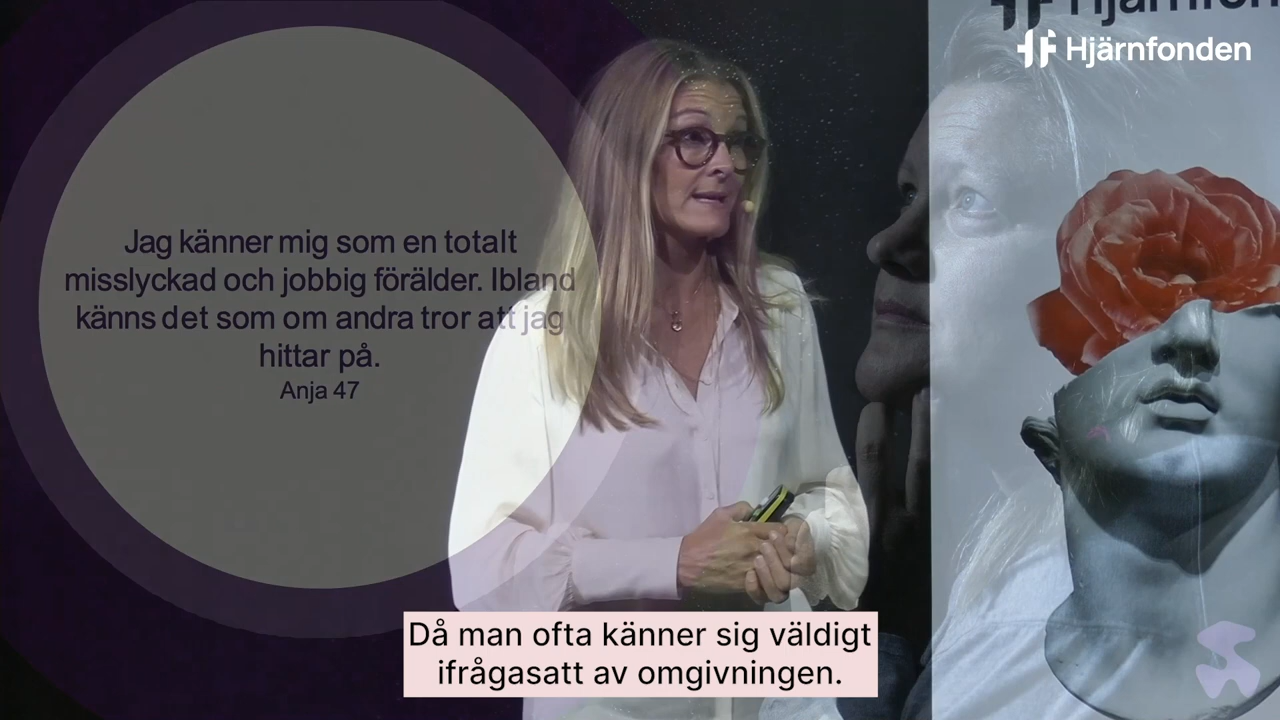 Hjärnfonden
Hjärnfonden
Jag känner mig som en totalt
misslyckad och jobbig förälder. Ibland
känns det som om andra tror att jag
hittar på.
Anja 47
Då man ofta känner sig väldigt
ifrågasatt av omgivningen.